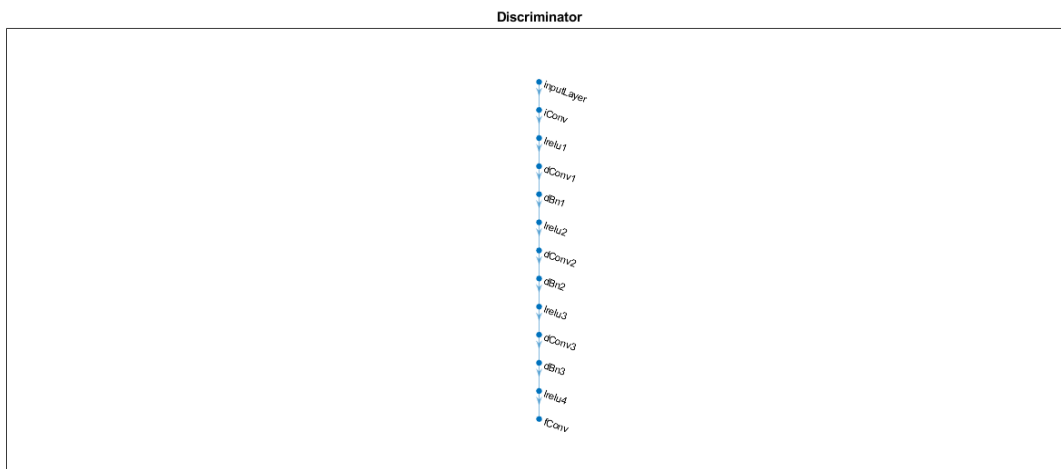 Discriminator
inputLayer
iConv
lrelu1
dConv1
dBn1
lrelu2
dConv2
dBn2
lrelu3
dConv3
dBn3
lrelu4
fConv